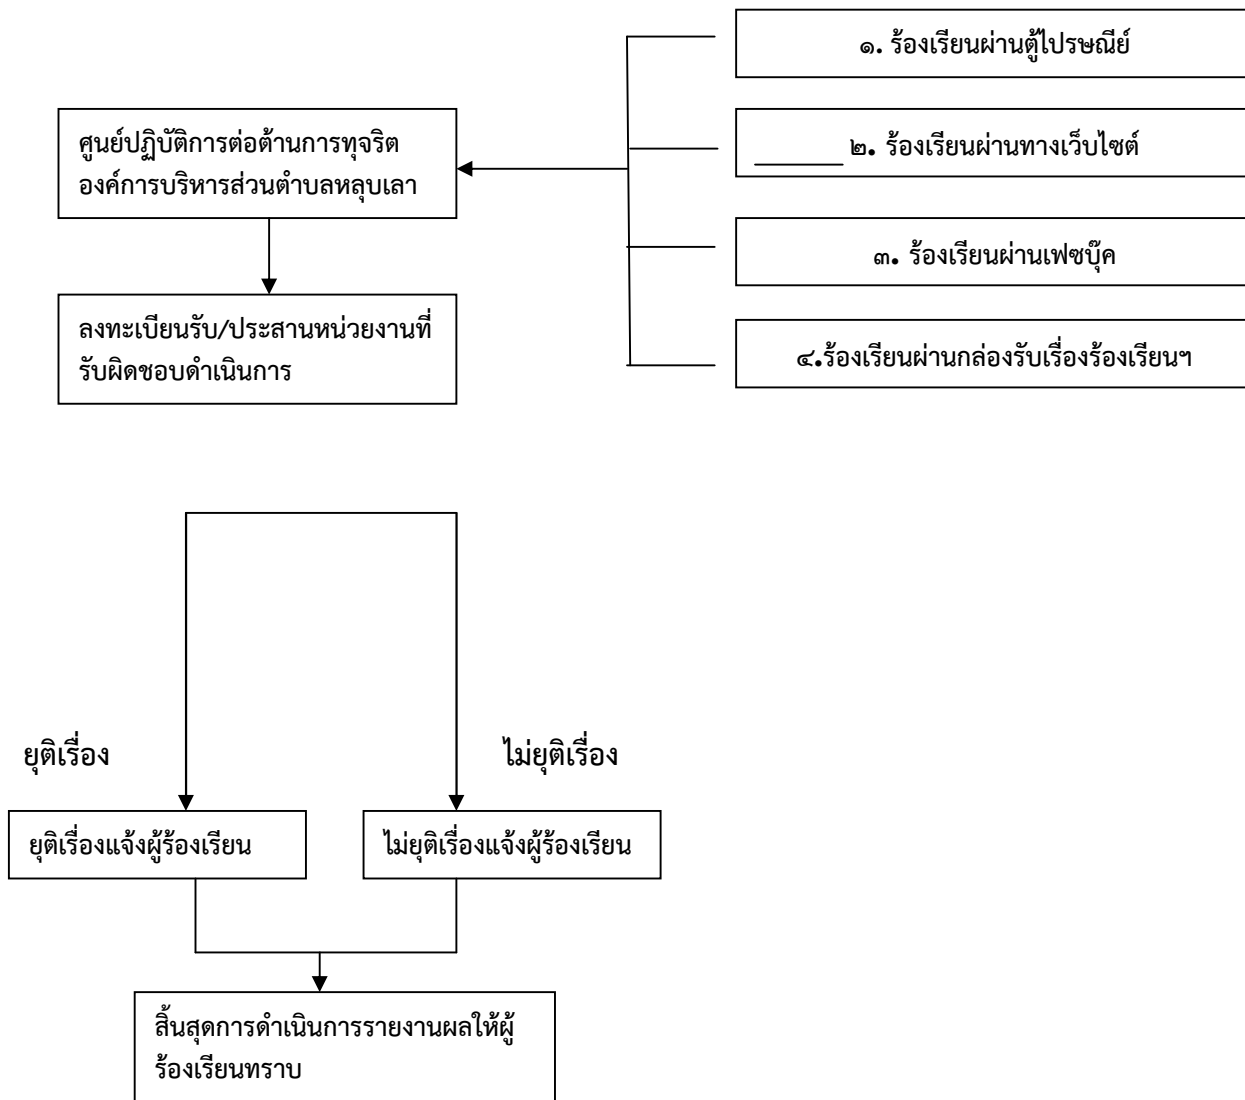 ๑. ร้องเรียนผ่านตู้ไปรษณีย์
ศูนย์ปฏิบัติการต่อต้านการทุจริต
องค์การบริหารส่วนตำบลหลุบเลา
๒. ร้องเรียนผ่านทางเว็บไซต์
๓. ร้องเรียนผ่านเฟซบุ๊ค
ลงทะเบียนรับ/ประสานหน่วยงานที่
รับผิดชอบดำเนินการ
๔.ร้องเรียนผ่านกล่องรับเรื่องร้องเรียนฯ
ยุติเรื่อง
ไม่ยุติเรื่อง
ยุติเรื่องแจ้งผู้ร้องเรียน
ไม่ยุติเรื่องแจ้งผู้ร้องเรียน
สิ้นสุดการดำเนินการรายงานผลให้ผู้
ร้องเรียนทราบ